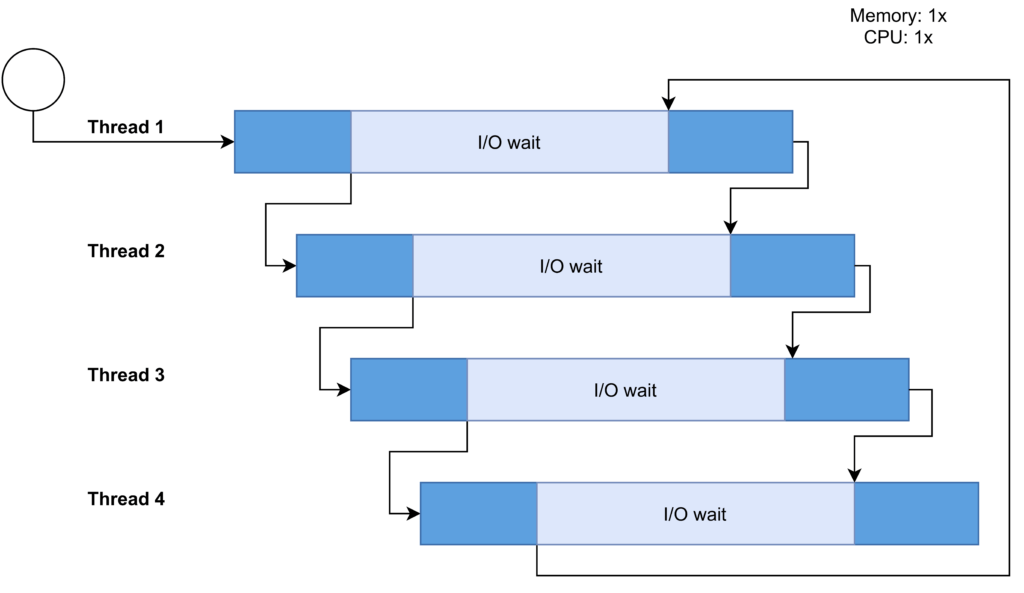 Memory: 1x
CPU: 1x
Thread 1
I/O wait
Thread 2
I/O wait
Thread 3
I/O wait
Thread 4
I/O wait